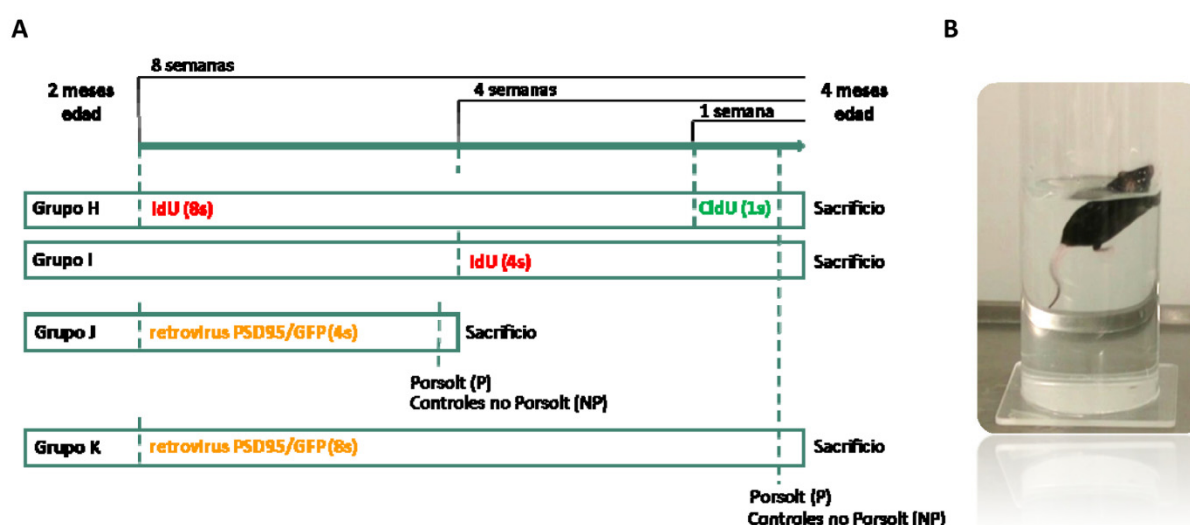 A
B
8 semanas
2 meses
edad
4 semanas
4 meses
edad
1 semana
Grupo H
IdU (8s)
CldU (1s)
Sacrificio
Grupo I
IdU (4s)
Sacrificio
Grupo J
retrovirus PSD95/GFP (4s)
Sacrificio
Porsolt (P)
Controles no Porsolt (NP)
Grupo K
retrovirus PSD95/GFP (8s)
Sacrificio
Porsolt (P)
Controles no Porsolt (NP)